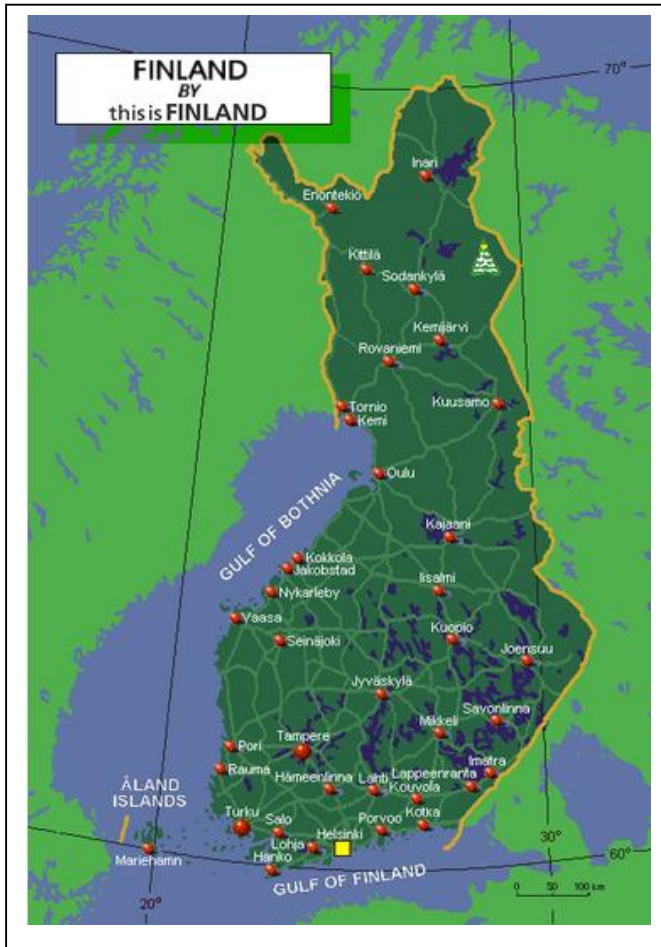 FINLAND
BY
this is FINLAND
70°
Inari
Enontekiö
Kittilä
Sodankylä
Kemijärvi
Rovaniemi
Tornio
Kemi
Kuusamo
Oulu
GULF OF BOTHNIA
Kajaani
Kokkola
Jakobstad
Iisalmi
Nykarleby
Vaasa
Kuopio
Seinäjoki
Joensuu
Jyväskylä
Savonlinna
Mikkeli
Pori
Tampere
Rauma
Imatra
Lappeenranta
Hämeenlinna
Lahti
Kouvola
ÅLAND
ISLANDS
Turku
Salo
Porvoo
Kotka
Helsinki
Lohja
Mariehamn
Hanko
30°
60°
GULF OF FINLAND
0 50 100 km
20°